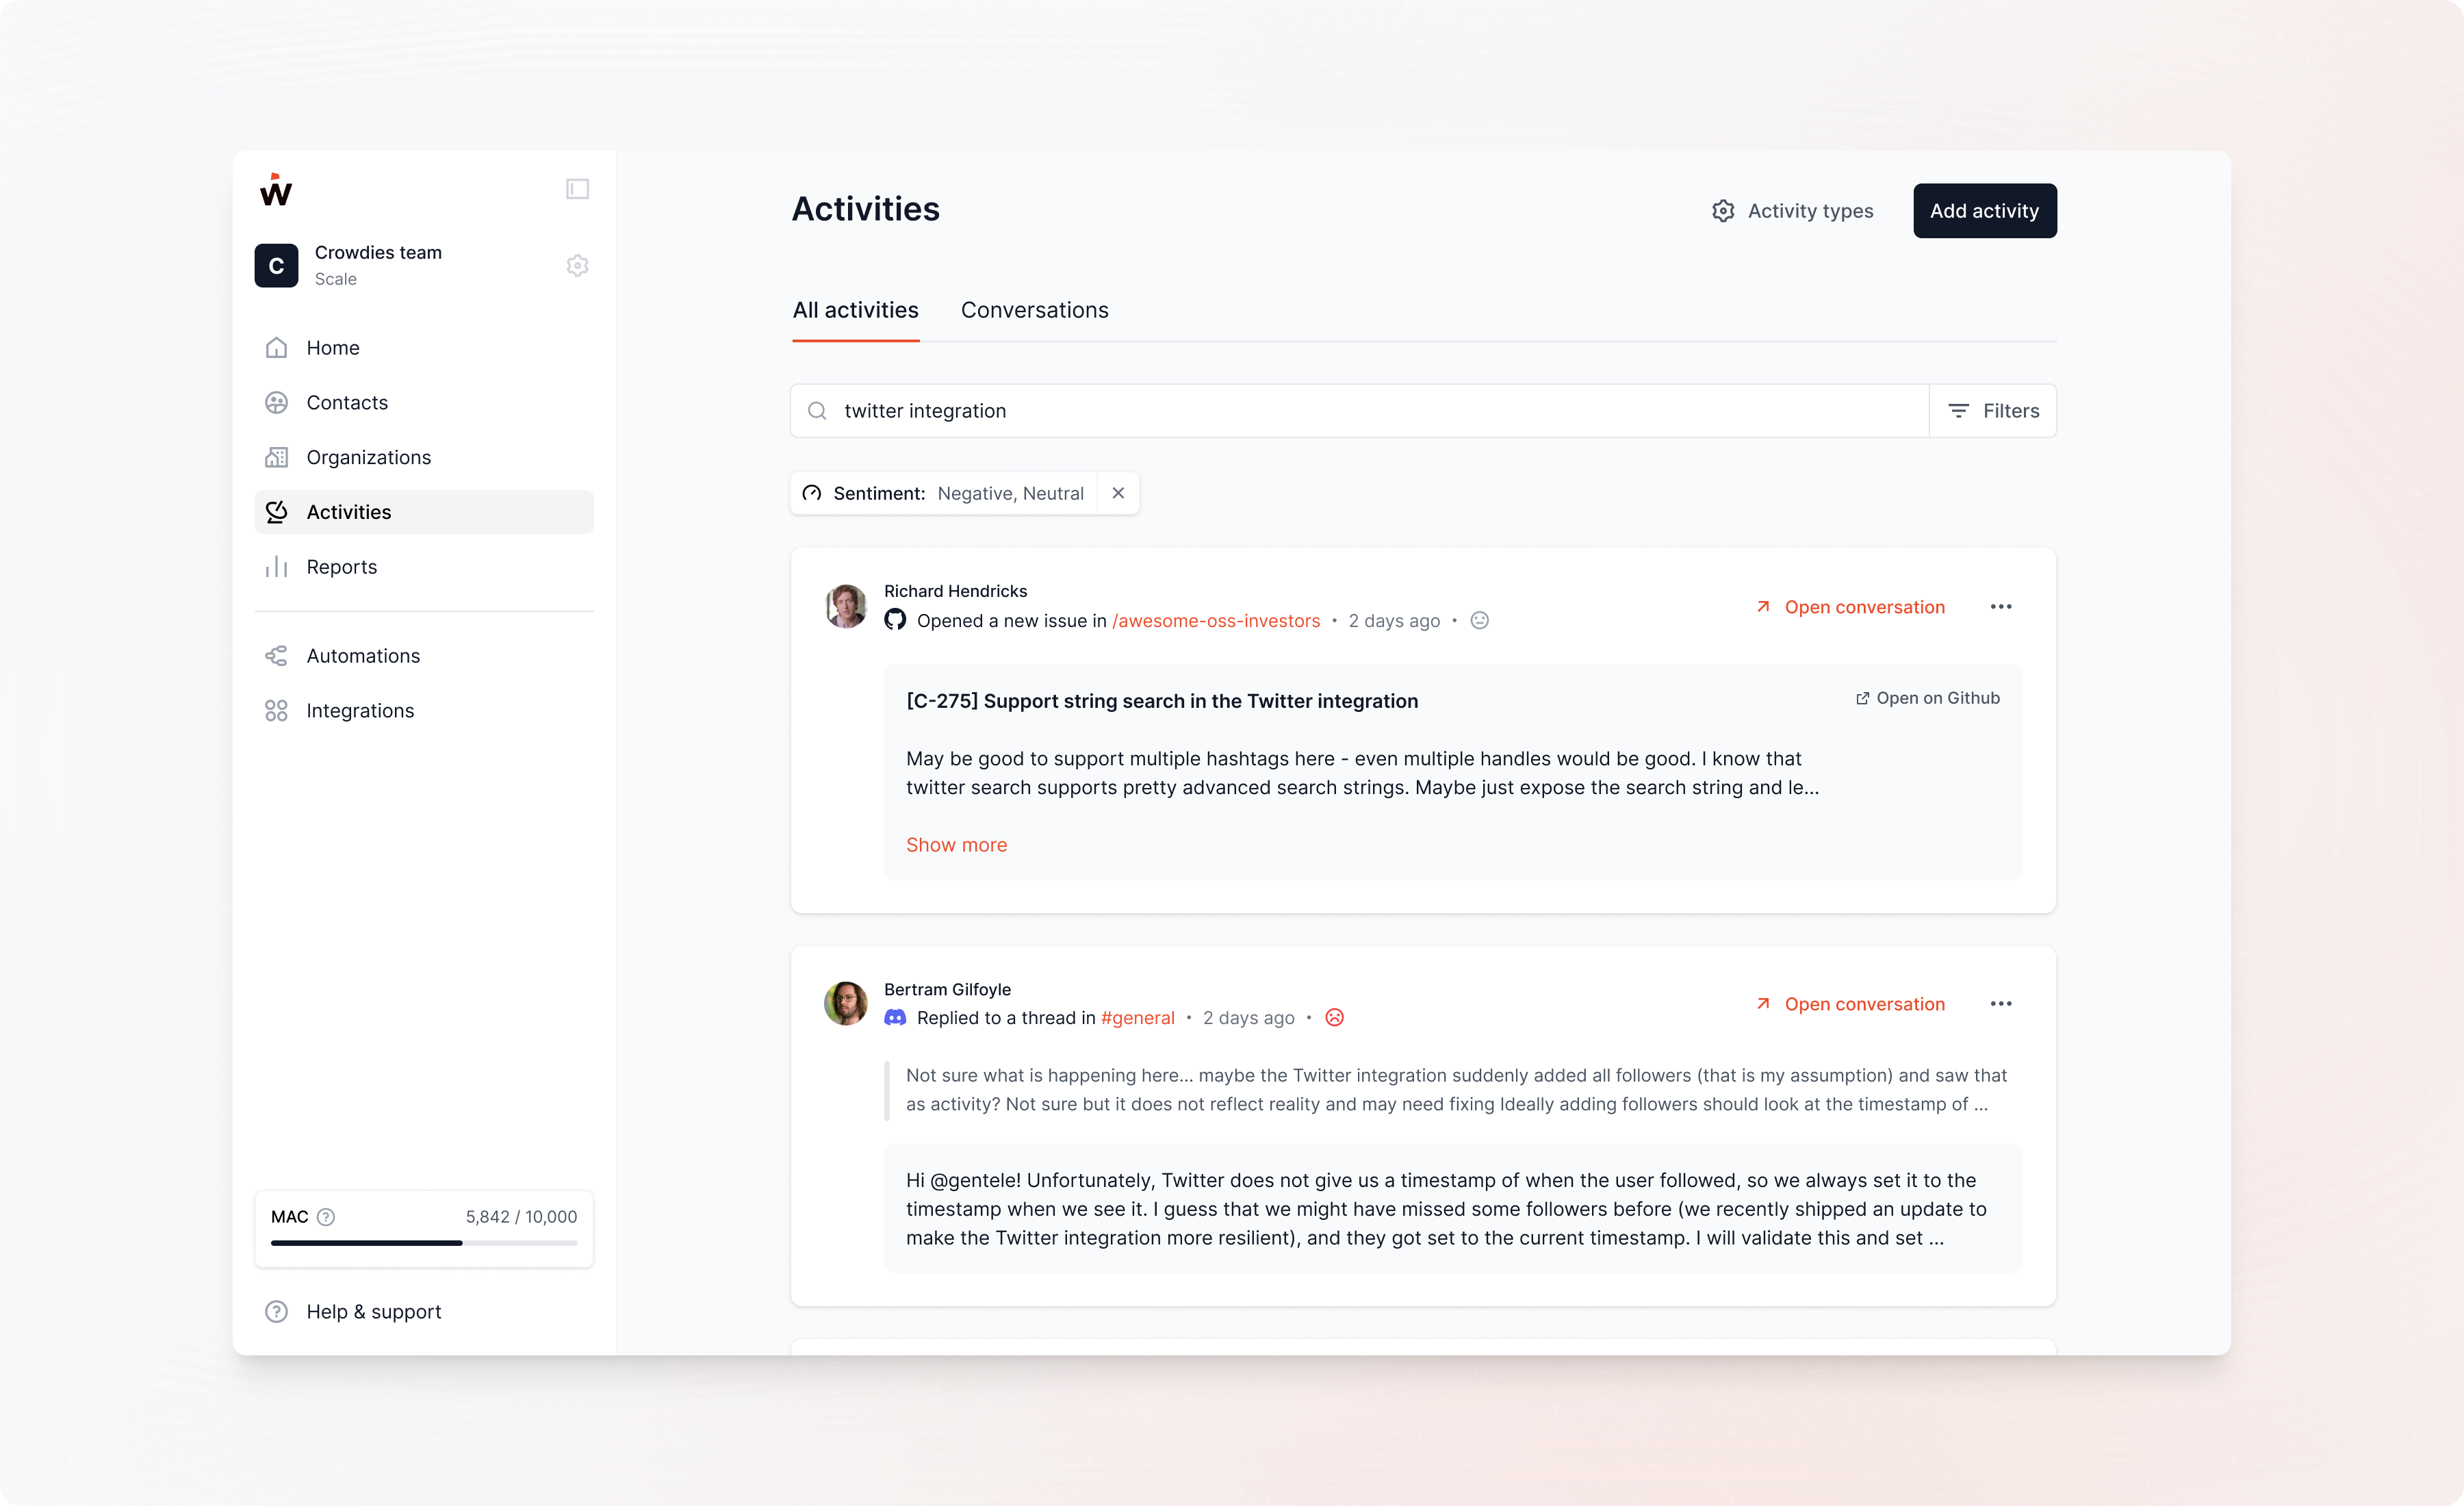 C
Crowdies team
Scale
Home
Contacts
Organizations
Activities
Reports
Automations
Integrations
MAC ?
5,842 / 10,000
? Help & support
Activities
Activity types
Add activity
All activities
Conversations
twitter integration
Filters
Sentiment: Negative, Neutral
Richard Hendricks
Opened a new issue in /awesome-oss-investors • 2 days ago •
Open conversation
[C-275] Support string search in the Twitter integration
Open on Github
May be good to support multiple hashtags here - even multiple handles would be good. I know that
twitter search supports pretty advanced search strings. Maybe just expose the search string and le...
Show more
Bertram Gilfoyle
Replied to a thread in #general • 2 days ago •
Open conversation
Not sure what is happening here... maybe the Twitter integration suddenly added all followers (that is my assumption) and saw that
as activity? Not sure but it does not reflect reality and may need fixing Ideally adding followers should look at the timestamp of ...
Hi @gentele! Unfortunately, Twitter does not give us a timestamp of when the user followed, so we always set it to the
timestamp when we see it. I guess that we might have missed some followers before (we recently shipped an update to
make the Twitter integration more resilient), and they got set to the current timestamp. I will validate this and set ...